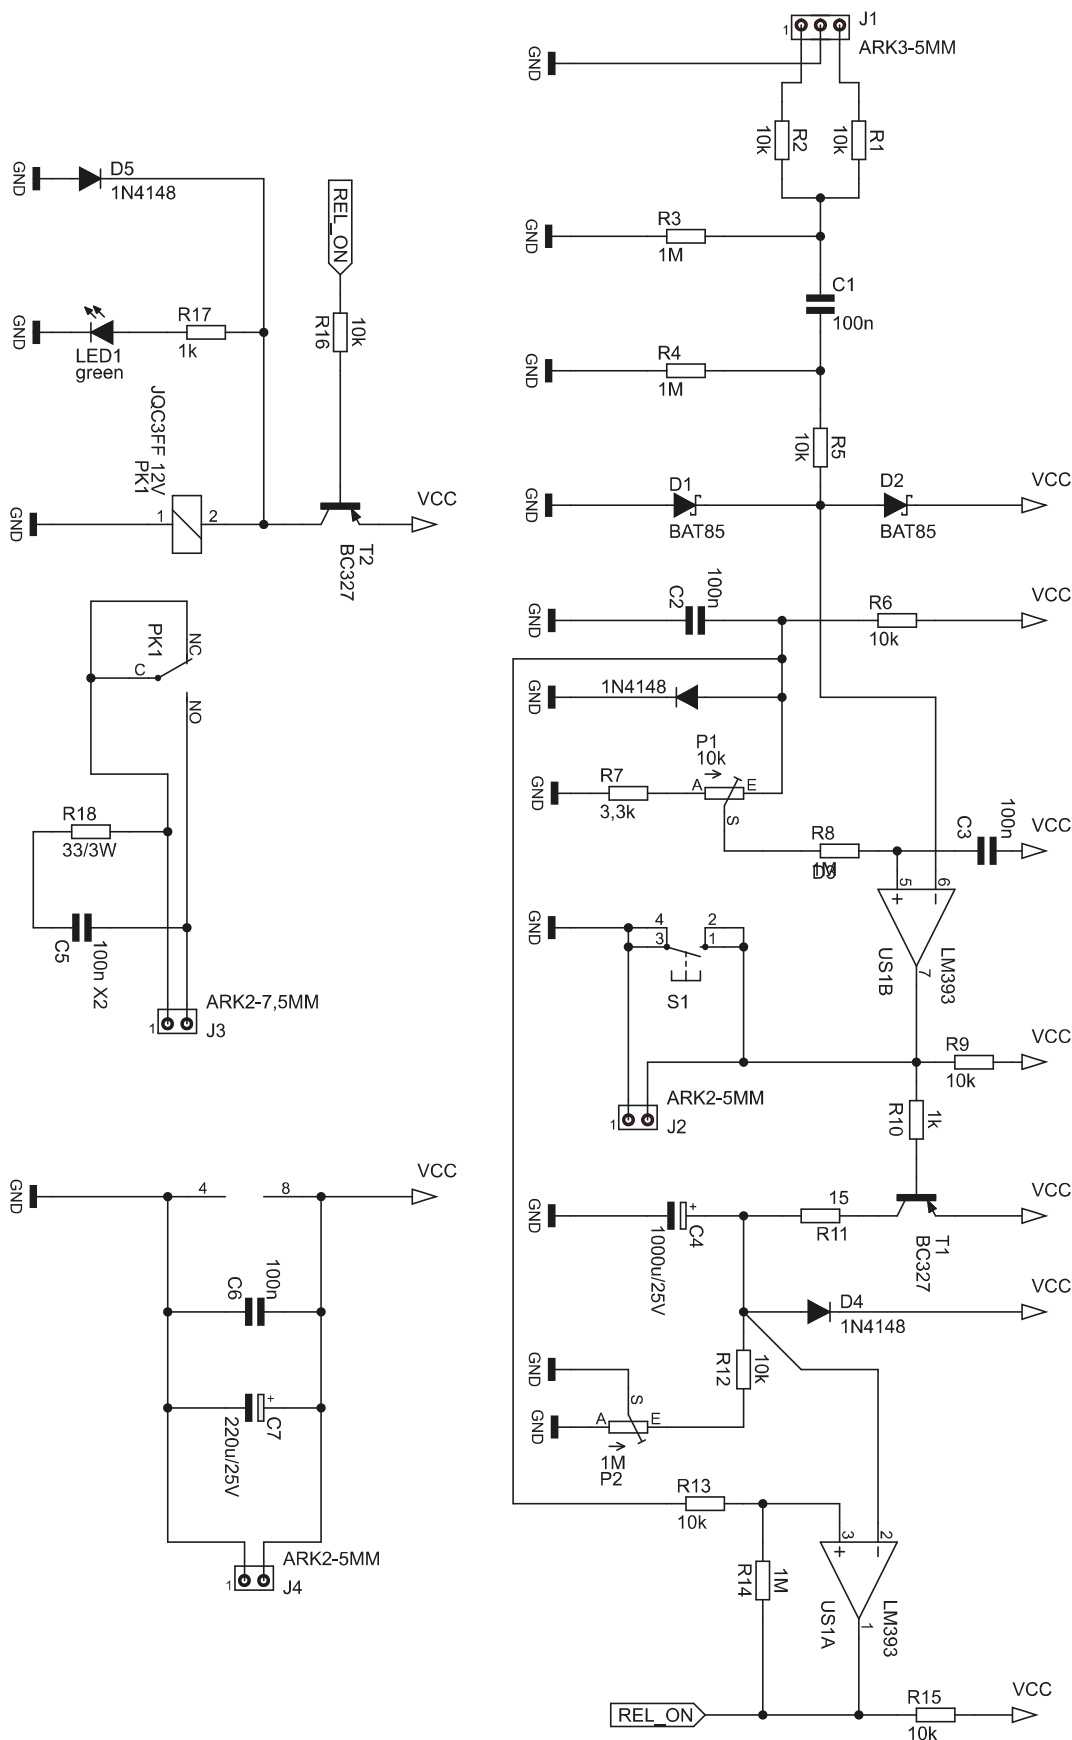 J1
1
ARK3-5MM
GND
R2
10k
R1
10k
D5
1N4148
GND
REL_ON
R3
1M
GND
C1
100n
R17
1k
LED1
green
GND
10k
R16
R4
1M
GND
R5
10k
JQC3FF 12V
PK1
1
2
GND
VCC
T2
BC327
D1
BAT85
GND
D2
BAT85
VCC
100n
C2
GND
R6
10k
VCC
PK1
NC
C
NO
1N4148
GND
P1
10k
A
E
S
R7
3,3k
GND
R8
1M
D3
C3
100n
VCC
R18
33/3W
C5
100n X2
ARK2-7,5MM
1
J3
5
6
+
–
LM393
US1B
7
GND
4
3
2
1
S1
R9
10k
VCC
ARK2-5MM
1
J2
1k
R10
VCC
GND
4
8
100n
C6
+
C7
220u/25V
ARK2-5MM
1
J4
GND
+
C4
1000u/25V
15
R11
T1
BC327
VCC
D4
1N4148
VCC
GND
10k
R12
S
A
E
GND
1M
P2
R13
10k
1M
R14
3
2
+
–
LM393
US1A
1
REL_ON
R15
10k
VCC